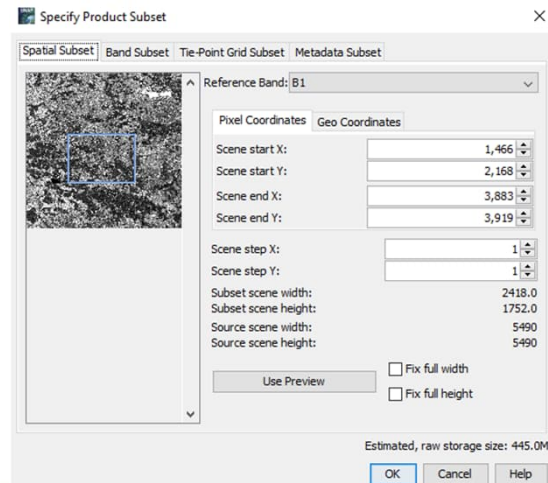 Specify Product Subset
Spatial Subset Band Subset Tie-Point Grid Subset Metadata Subset
Reference Band: B1
Pixel Coordinates Geo Coordinates
Scene start X: 1,466
Scene start Y: 2,168
Scene end X: 3,883
Scene end Y: 3,919
Scene step X: 1
Scene step Y: 1
Subset scene width: 2418.0
Subset scene height: 1752.0
Source scene width: 5490
Source scene height: 5490
Use Preview
Fix full width
Fix full height
Estimated, raw storage size: 445.0M
OK Cancel Help